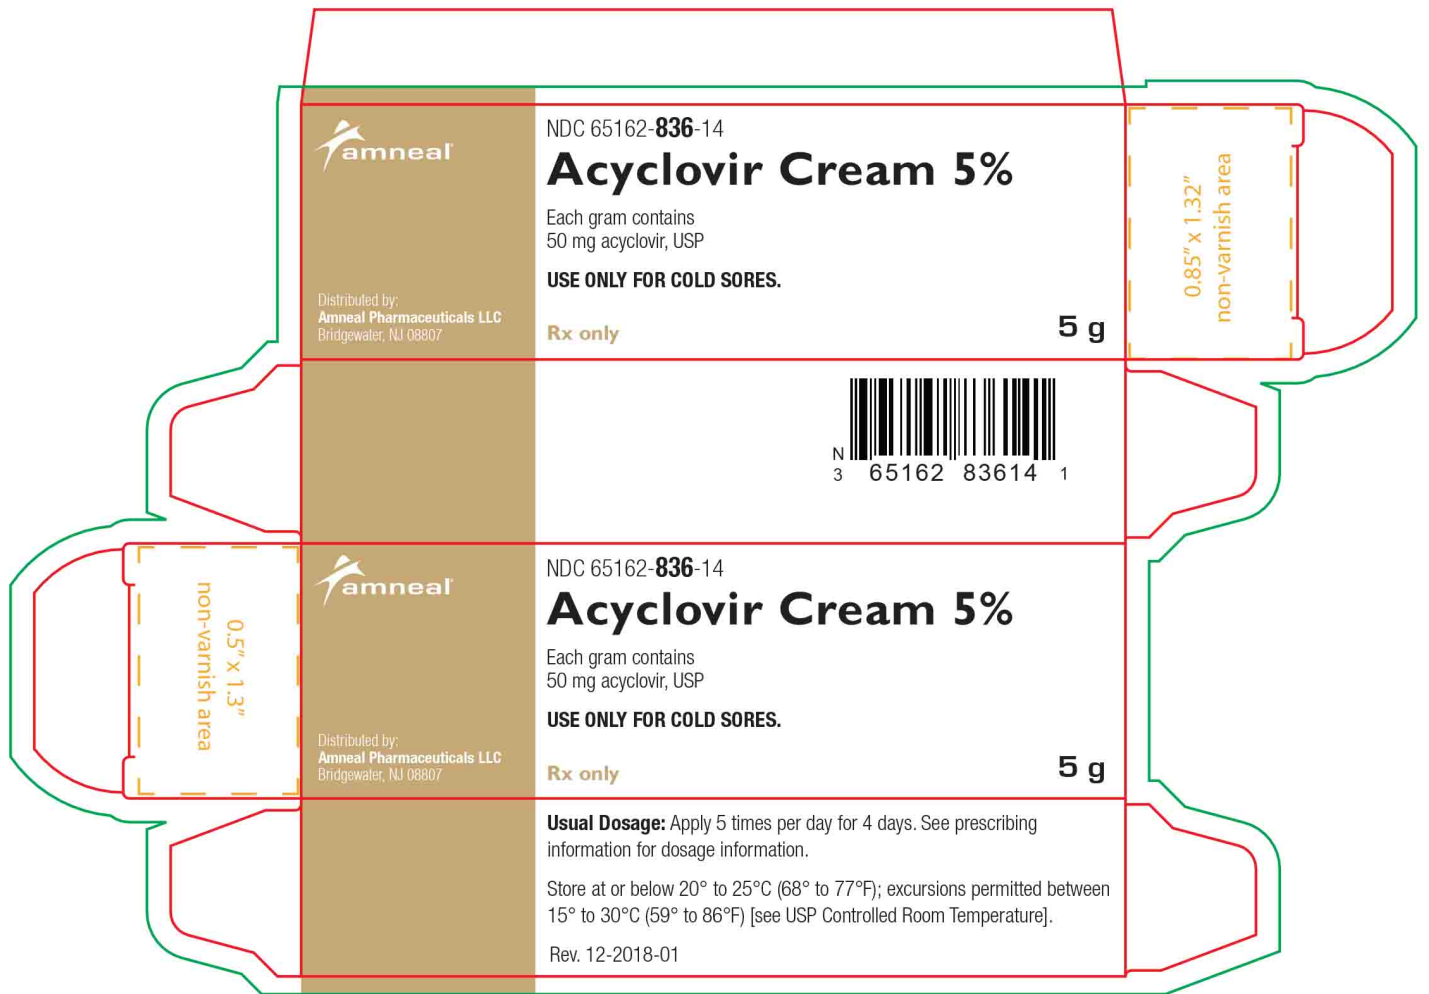 amneal
NDC 65162-836-14
Acyclovir Cream 5%
Each gram contains
50 mg acyclovir, USP
USE ONLY FOR COLD SORES.
Distributed by:
Amneal Pharmaceuticals LLC
Bridgewater, NJ 08807
Rx only
5 g
0.85” x 1.32”
non-varnish area
N
3 65162 83614 1
0.5” x 1.3”
non-varnish area
amneal
NDC 65162-836-14
Acyclovir Cream 5%
Each gram contains
50 mg acyclovir, USP
USE ONLY FOR COLD SORES.
Distributed by:
Amneal Pharmaceuticals LLC
Bridgewater, NJ 08807
Rx only
5 g
Usual Dosage: Apply 5 times per day for 4 days. See prescribing
information for dosage information.
Store at or below 20° to 25°C (68° to 77°F); excursions permitted between
15° to 30°C (59° to 86°F) [see USP Controlled Room Temperature].
Rev. 12-2018-01